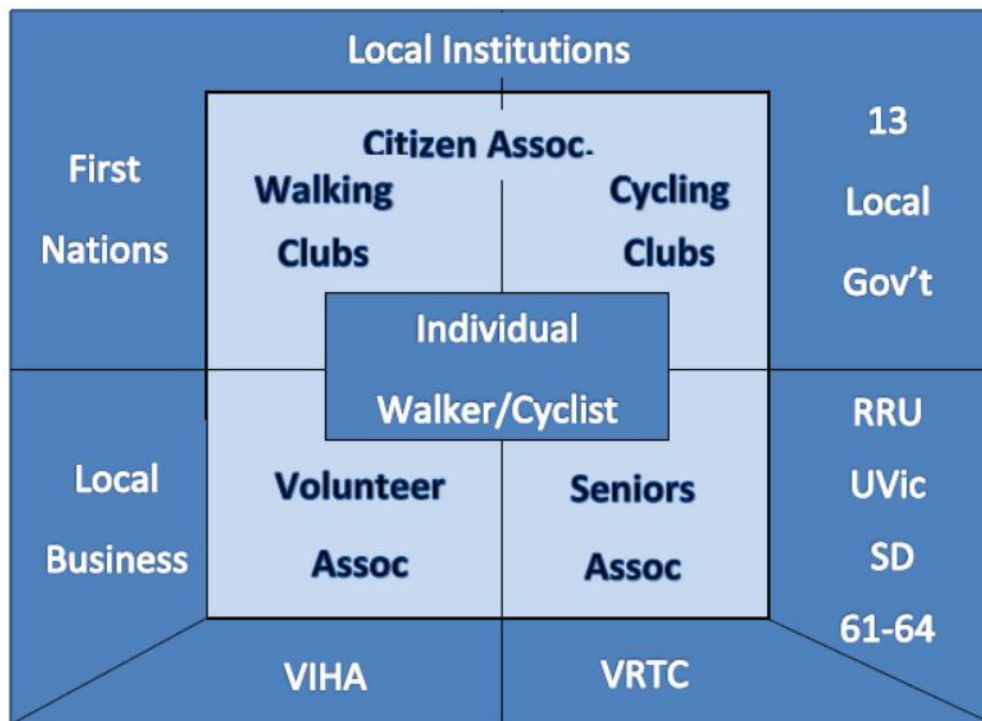 Local Institutions
First
Nations
13
Local
Gov't
Citizen Assoc.
Walking
Clubs
Cycling
Clubs
Individual
Walker/Cyclist
Local
Business
Volunteer
Assoc
Seniors
Assoc
RRU
UVic
SD
61-64
VIHA
VRTC